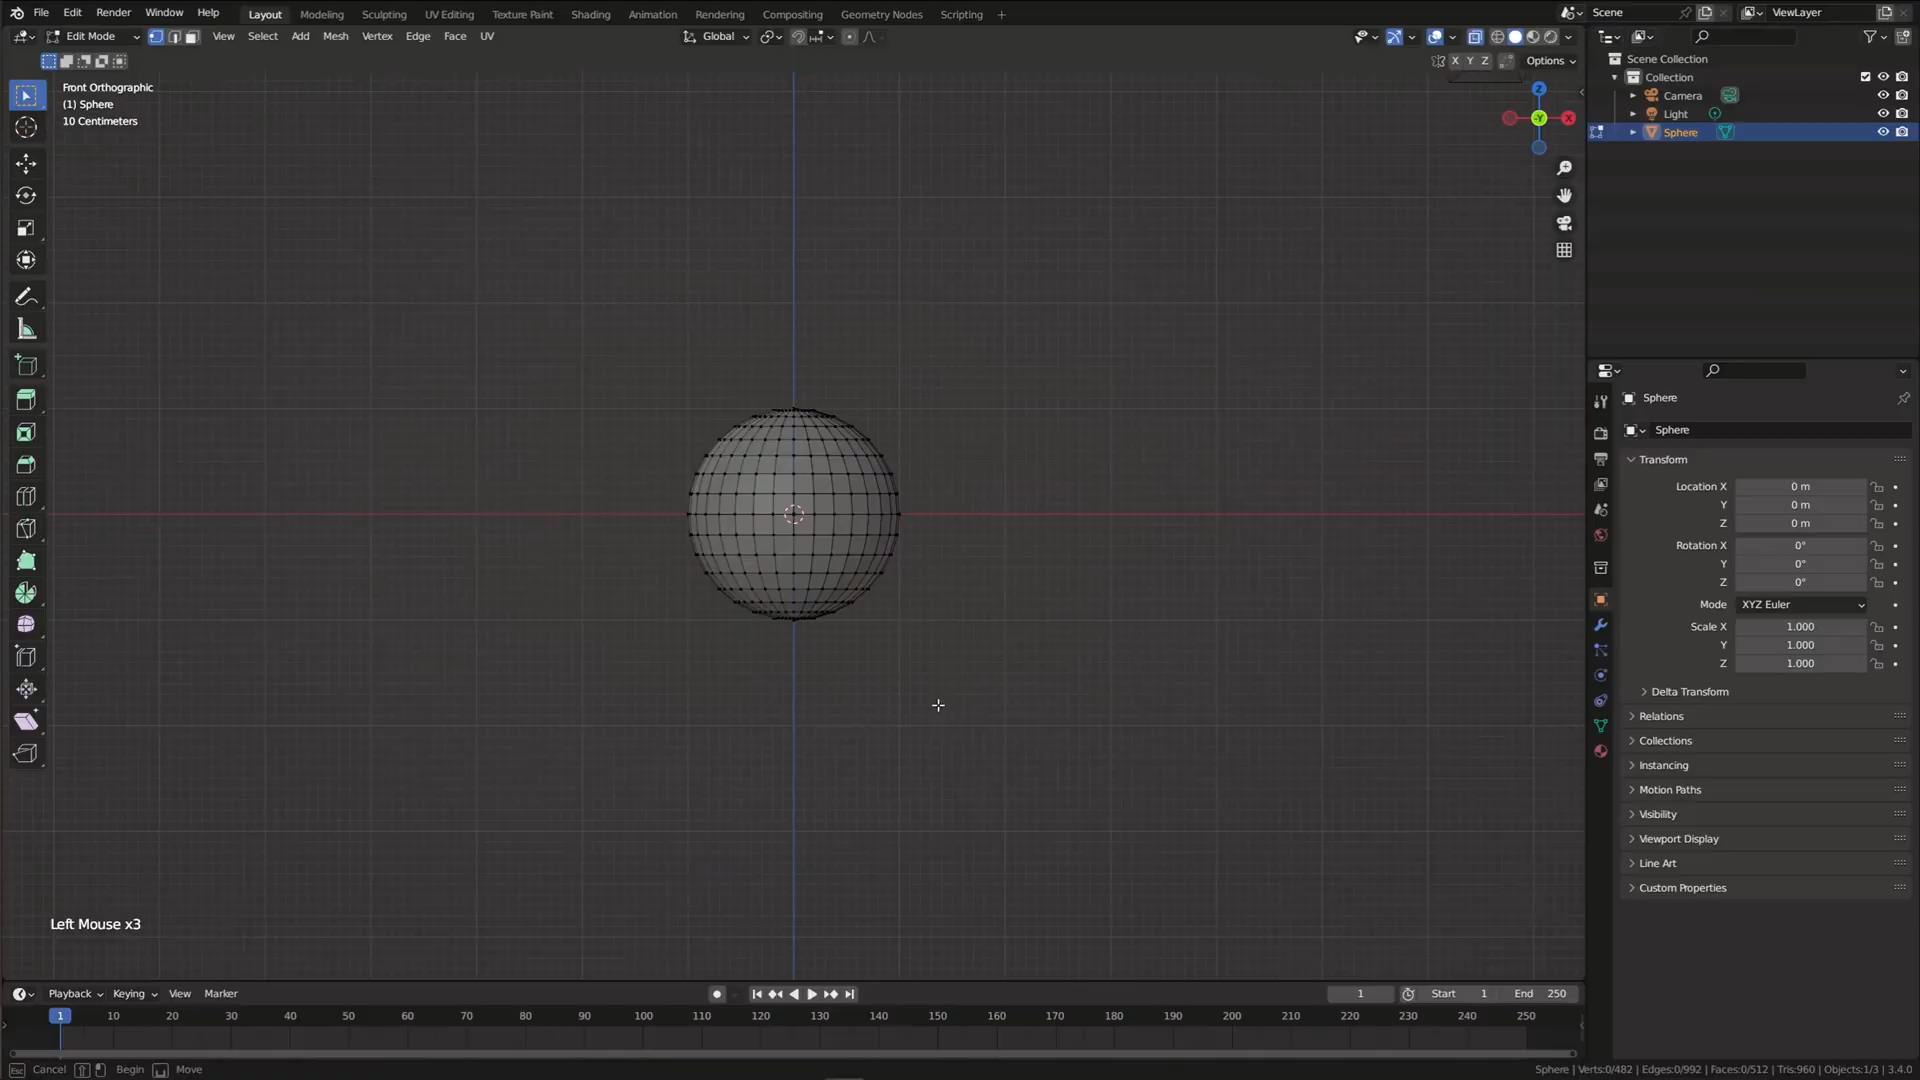 File Edit Render Window Help Layout Modeling Sculpting UV Editing Texture Paint Shading Animation Rendering Compositing Geometry Nodes Scripting + Scene ViewLayer
Edit Mode View Select Add Mesh Vertex Edge Face UV Global
X Y Z Options
Front Orthographic
(1) Sphere
10 Centimeters
Z
-Y X
Scene Collection
Collection
Camera
Light
Sphere
Sphere
Sphere
Transform
Location X 0 m
Y 0 m
Z 0 m
Rotation X 0°
Y 0°
Z 0°
Mode XYZ Euler
Scale X 1.000
Y 1.000
Z 1.000
Delta Transform
Relations
Collections
Instancing
Motion Paths
Visibility
Viewport Display
Line Art
Custom Properties
Left Mouse x3
Playback Keying View Marker 1 Start 1 End 250
1 10 20 30 40 50 60 70 80 90 100 110 120 130 140 150 160 170 180 190 200 210 220 230 240 250
Esc Cancel Begin Move Sphere | Verts:0/482 | Edges:0/992 | Faces:0/512 | Tris:960 | Objects:1/3 | 3.4.0